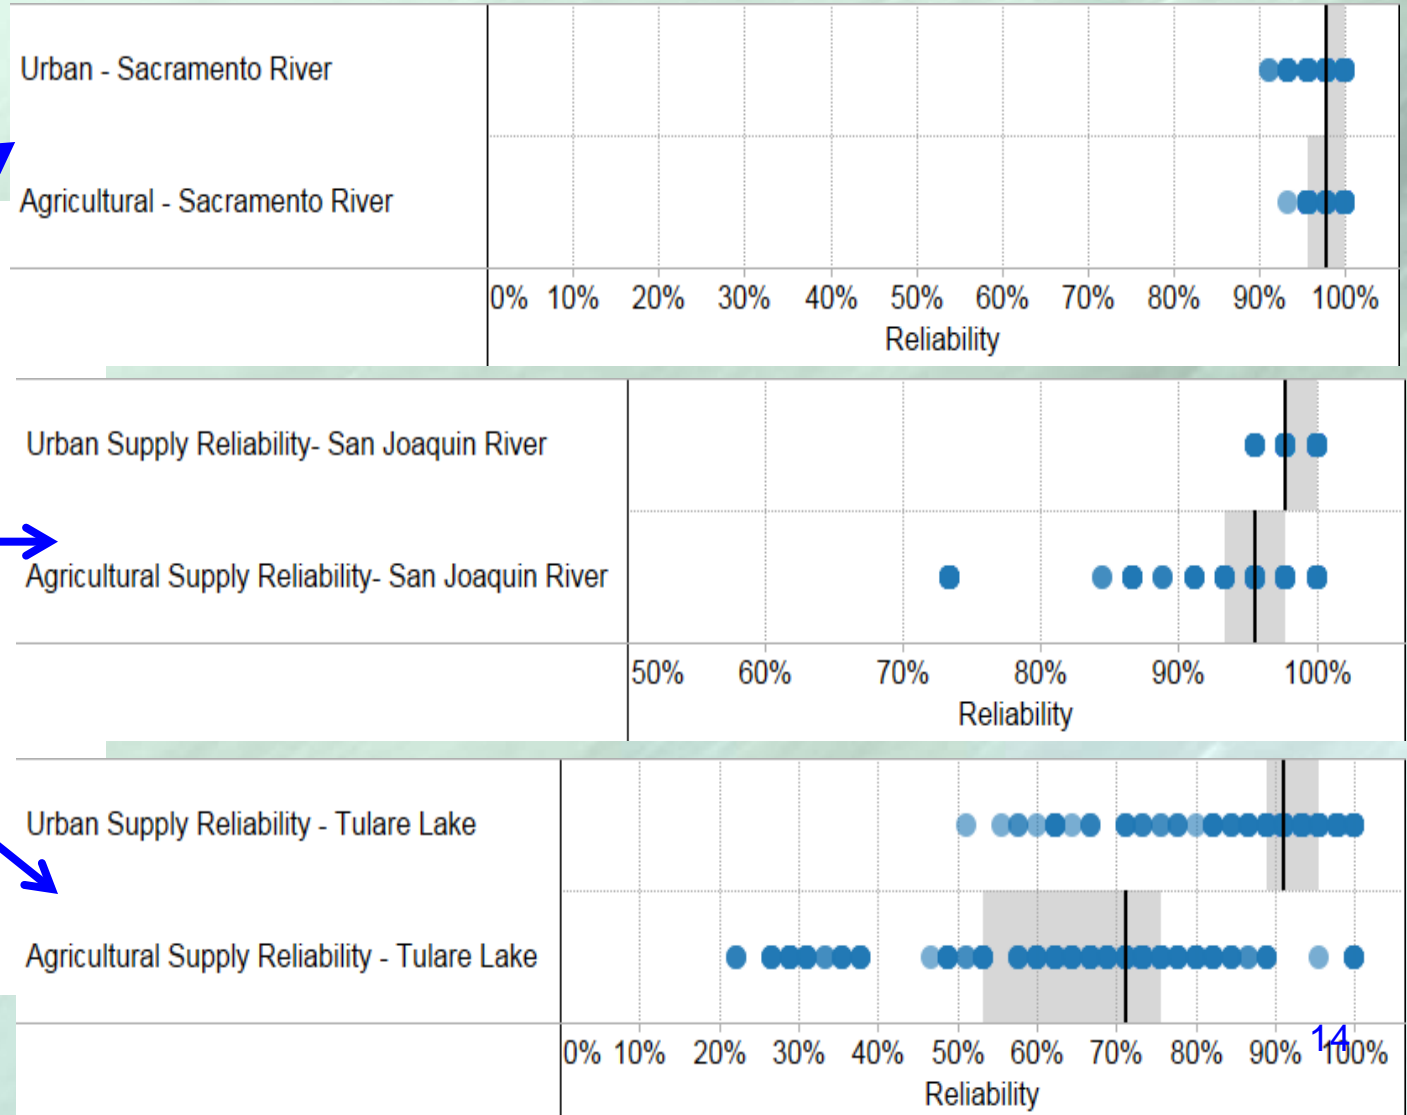 Urban - Sacramento River
Agricultural - Sacramento River
0% 10% 20% 30% 40% 50% 60% 70% 80% 90% 100%
Reliability
Urban Supply Reliability- San Joaquin River
Agricultural Supply Reliability- San Joaquin River
50% 60% 70% 80% 90% 100%
Reliability
Urban Supply Reliability - Tulare Lake
Agricultural Supply Reliability - Tulare Lake
0% 10% 20% 30% 40% 50% 60% 70% 80% 90% 100%
14
Reliability